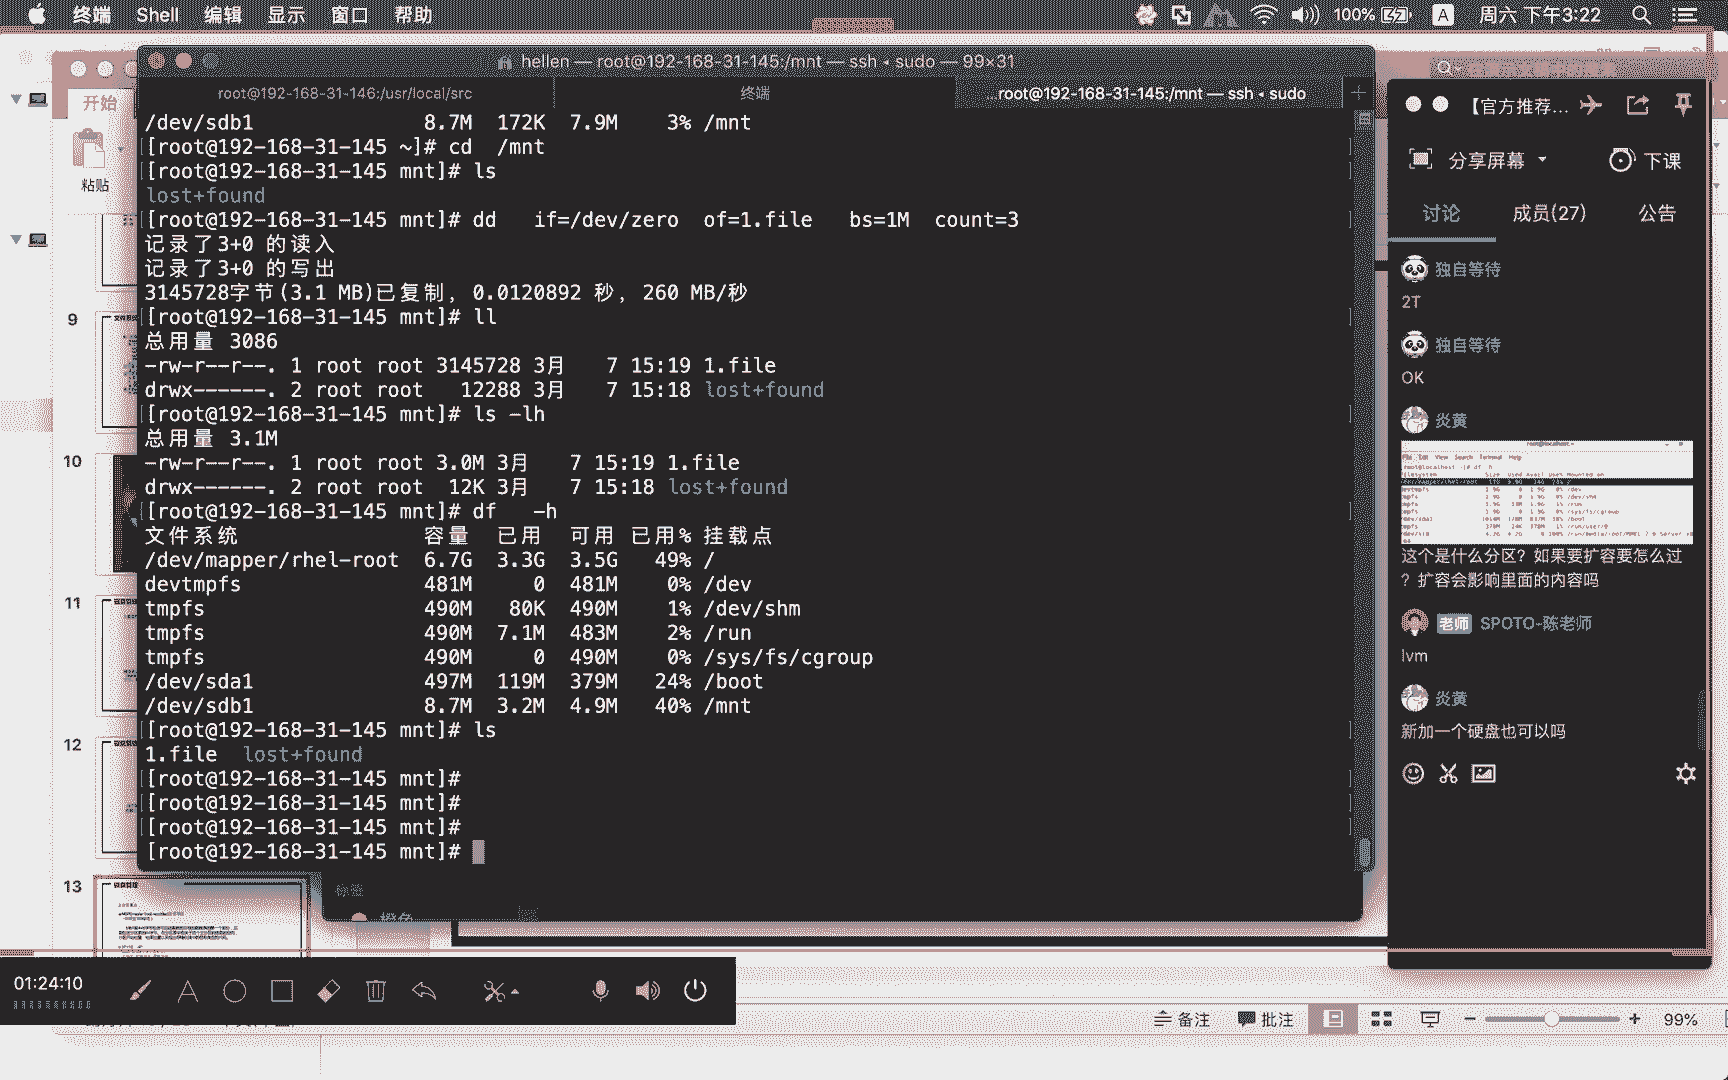 终端 Shell 编辑 显示 窗口 帮助 100% A 周六 下午3:22
hellen — root@192-168-31-145:/mnt — ssh ◂ sudo — 99×31
root@192-168-31-146:/usr/local/src 终端 ...root@192-168-31-145:/mnt — ssh ◂ sudo
/dev/sdb1 8.7M 172K 7.9M 3% /mnt
[root@192-168-31-145 ~]# cd  /mnt
[root@192-168-31-145 mnt]# ls
lost+found
[root@192-168-31-145 mnt]# dd   if=/dev/zero  of=1.file   bs=1M  count=3
记录了3+0 的读入
记录了3+0 的写出
3145728字节(3.1 MB)已复制, 0.0120892 秒, 260 MB/秒
[root@192-168-31-145 mnt]# ll
总用量 3086
-rw-r--r--. 1 root root 3145728 3月   7 15:19 1.file
drwx------. 2 root root   12288 3月   7 15:18 lost+found
[root@192-168-31-145 mnt]# ls -lh
总用量 3.1M
-rw-r--r--. 1 root root 3.0M 3月   7 15:19 1.file
drwx------. 2 root root  12K 3月   7 15:18 lost+found
[root@192-168-31-145 mnt]# df   -h
文件系统 容量 已用 可用 已用% 挂载点
/dev/mapper/rhel-root 6.7G 3.3G 3.5G 49% /
devtmpfs 481M 0 481M 0% /dev
tmpfs 490M 80K 490M 1% /dev/shm
tmpfs 490M 7.1M 483M 2% /run
tmpfs 490M 0 490M 0% /sys/fs/cgroup
/dev/sda1 497M 119M 379M 24% /boot
/dev/sdb1 8.7M 3.2M 4.9M 40% /mnt
[root@192-168-31-145 mnt]# ls
1.file  lost+found
[root@192-168-31-145 mnt]#
[root@192-168-31-145 mnt]#
[root@192-168-31-145 mnt]#
[root@192-168-31-145 mnt]#
开始
粘贴
9
10
11
12
13
标签
橙色
【官方推荐...
分享屏幕 下课
讨论 成员(27) 公告
独自等待
2T
独自等待
OK
炎黄
这个是什么分区? 如果要扩容要怎么过
? 扩容会影响里面的内容吗
老师 SPOTO-陈老师
lvm
炎黄
新加一个硬盘也可以吗
01:24:10
备注 批注 99%